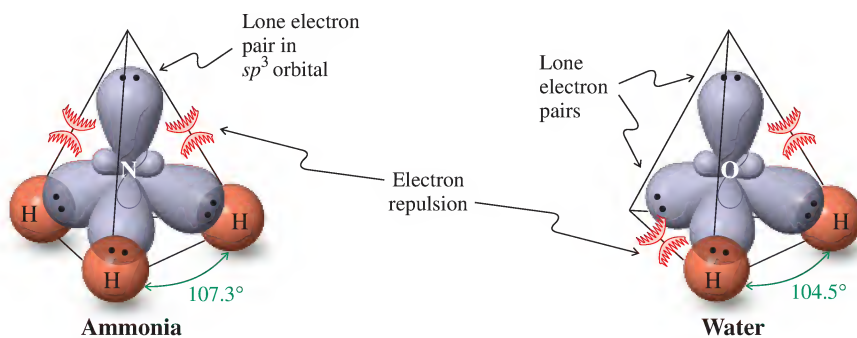 Lone electron
pair in
sp³ orbital
N
H
H
H
107.3°
Ammonia
Electron
repulsion
Lone
electron
pairs
O
H
H
104.5°
Water